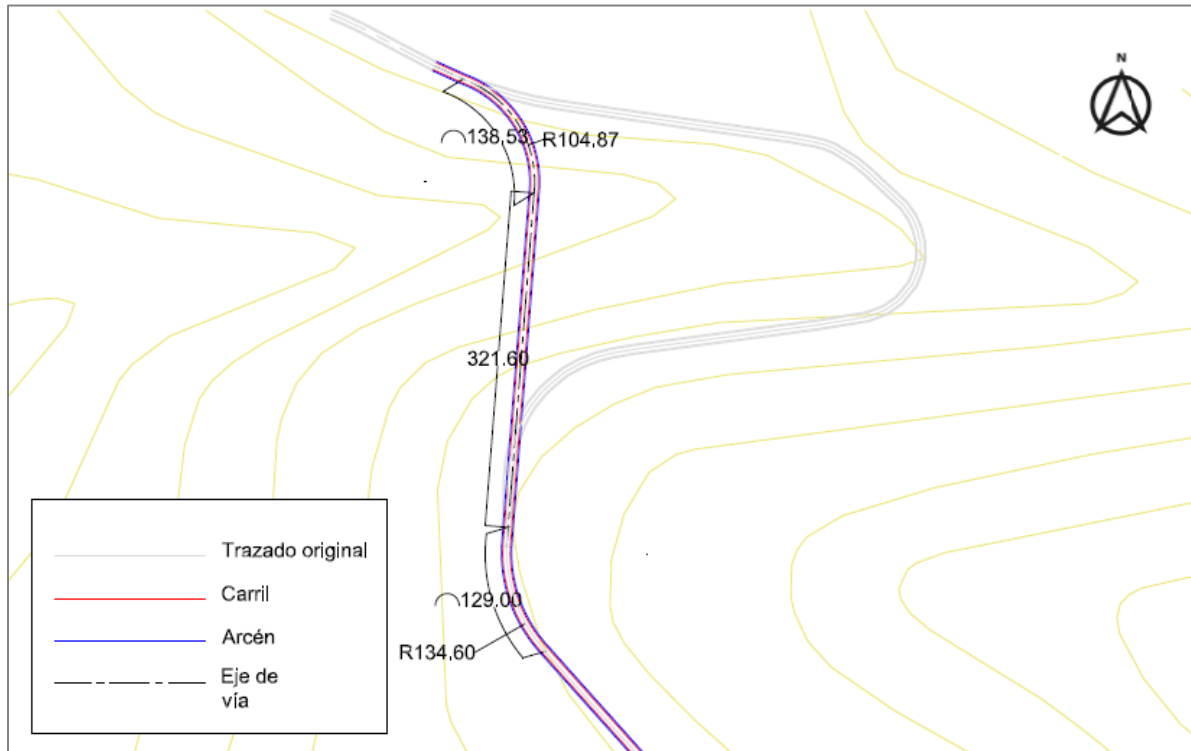 N
138.53
R104.87
321.60
129.00
R134.60
Trazado original
Carril
Arcén
Eje de
vía